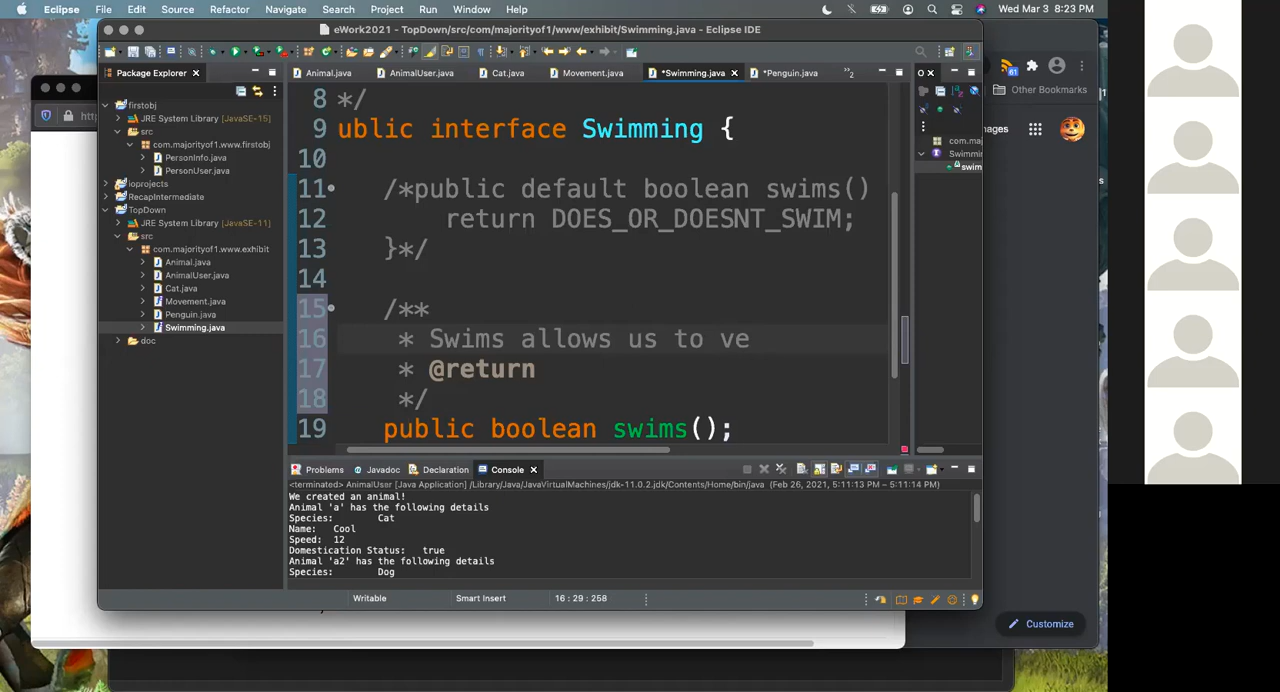 Eclipse File Edit Source Refactor Navigate Search Project Run Window Help Wed Mar 3 8:23 PM
eWork2021 - TopDown/src/com/majorityof1/www/exhibit/Swimming.java - Eclipse IDE
Package Explorer
Animal.java AnimalUser.java Cat.java Movement.java *Swimming.java *Penguin.java
61
Other Bookmarks
firstobj
JRE System Library [JavaSE-15]
src
com.majorityof1.www.firstobj
PersonInfo.java
PersonUser.java
ioprojects
RecapIntermediate
TopDown
JRE System Library [JavaSE-11]
src
com.majorityof1.www.exhibit
Animal.java
AnimalUser.java
Cat.java
Movement.java
Penguin.java
Swimming.java
doc
8 */
9 ublic interface Swimming {
10
11 /*public default boolean swims()
12 return DOES_OR_DOESNT_SWIM;
13 }*/
14
15 /**
16 * Swims allows us to ve
17 * @return
18 */
19 public boolean swims();
com.maj
Swimmin
swim
Problems Javadoc Declaration Console
<terminated> AnimalUser [Java Application] /Library/Java/JavaVirtualMachines/jdk-11.0.2.jdk/Contents/Home/bin/java (Feb 26, 2021, 5:11:13 PM – 5:11:14 PM)
We created an animal!
Animal 'a' has the following details
Species: Cat
Name: Cool
Speed: 12
Domestication Status: true
Animal 'a2' has the following details
Species: Dog
Writable Smart Insert 16 : 29 : 258
Customize